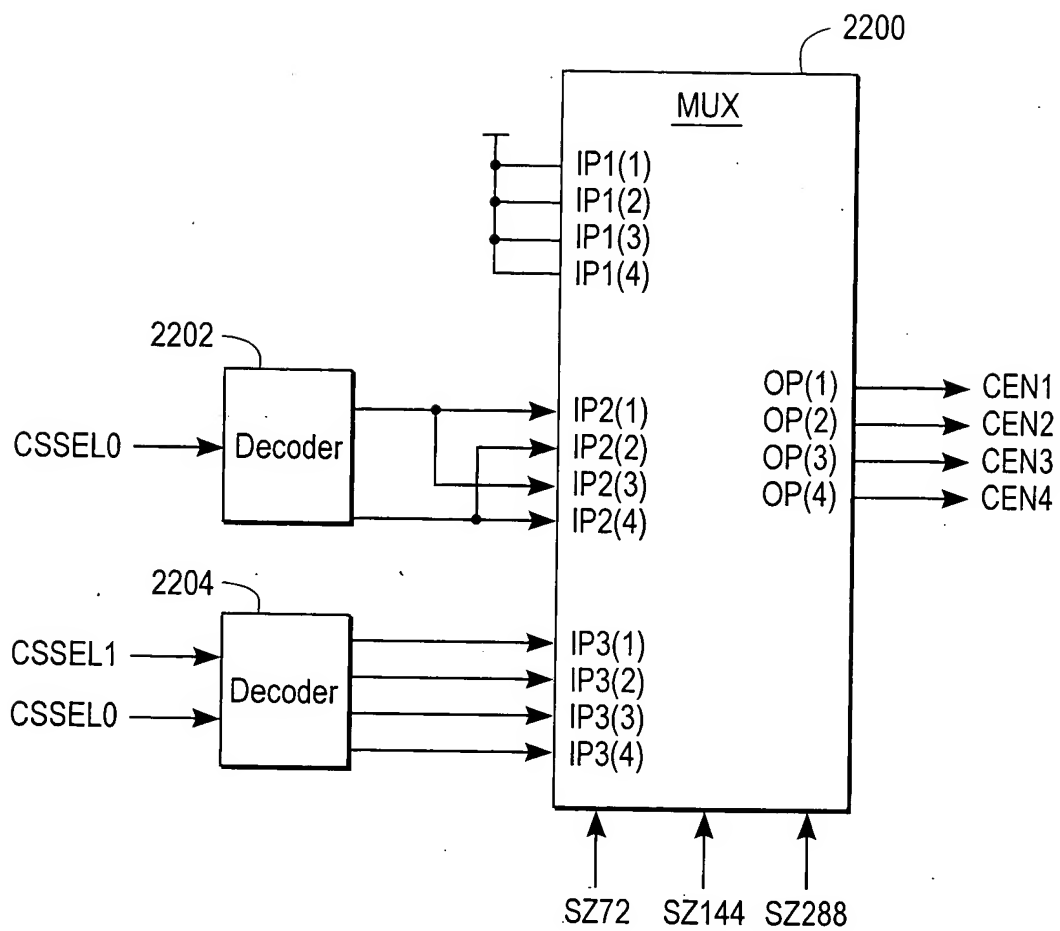 2200
MUX
IP1(1)
IP1(2)
IP1(3)
IP1(4)
2202
Decoder
CSSEL0
IP2(1)
IP2(2)
IP2(3)
IP2(4)
OP(1)
OP(2)
OP(3)
OP(4)
CEN1
CEN2
CEN3
CEN4
2204
CSSEL1
CSSEL0
Decoder
IP3(1)
IP3(2)
IP3(3)
IP3(4)
SZ72
SZ144
SZ288